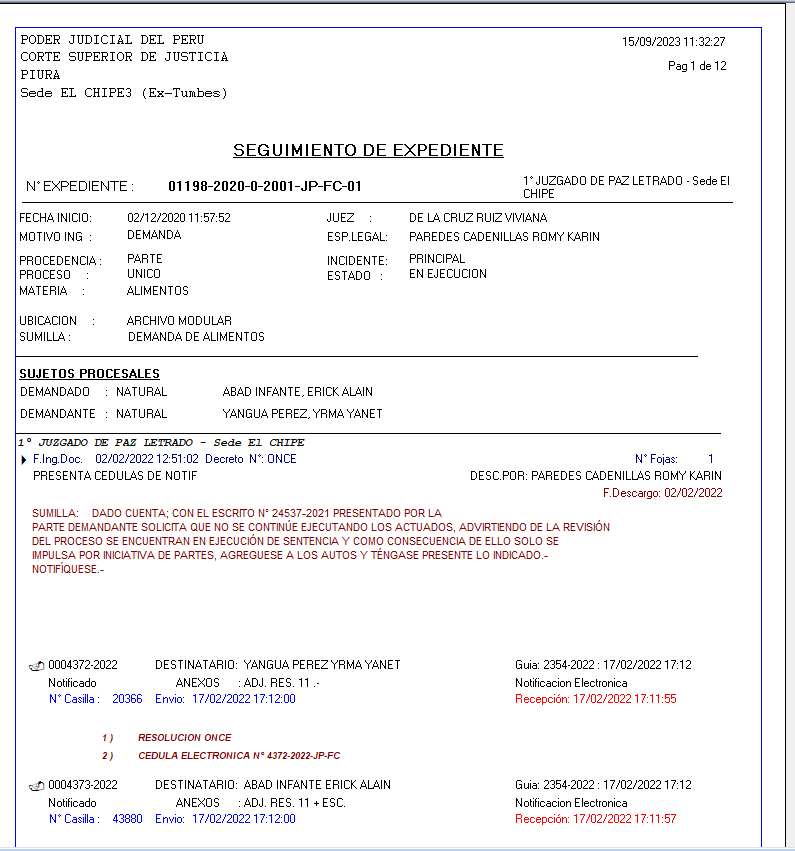 PODER JUDICIAL DEL PERU
CORTE SUPERIOR DE JUSTICIA
PIURA
Sede EL CHIPE3 (Ex-Tumbes)
15/09/2023 11:32:27
Pag 1 de 12
SEGUIMIENTO DE EXPEDIENTE
N° EXPEDIENTE : 01198-2020-0-2001-JP-FC-01 1° JUZGADO DE PAZ LETRADO - Sede El
CHIPE
FECHA INICIO: 02/12/2020 11:57:52 JUEZ : DE LA CRUZ RUIZ VIVIANA
MOTIVO ING : DEMANDA ESP.LEGAL: PAREDES CADENILLAS ROMY KARIN
PROCEDENCIA : PARTE INCIDENTE: PRINCIPAL
PROCESO : UNICO ESTADO : EN EJECUCION
MATERIA : ALIMENTOS
UBICACION : ARCHIVO MODULAR
SUMILLA : DEMANDA DE ALIMENTOS
SUJETOS PROCESALES
DEMANDADO : NATURAL ABAD INFANTE, ERICK ALAIN
DEMANDANTE : NATURAL YANGUA PEREZ, YRMA YANET
1° JUZGADO DE PAZ LETRADO - Sede El CHIPE
F.Ing.Doc. 02/02/2022 12:51:02 Decreto N°: ONCE N° Fojas: 1
PRESENTA CEDULAS DE NOTIF DESC.POR: PAREDES CADENILLAS ROMY KARIN
F.Descargo: 02/02/2022
SUMILLA: DADO CUENTA; CON EL ESCRITO N° 24537-2021 PRESENTADO POR LA
PARTE DEMANDANTE SOLICITA QUE NO SE CONTINÚE EJECUTANDO LOS ACTUADOS, ADVIRTIENDO DE LA REVISIÓN
DEL PROCESO SE ENCUENTRAN EN EJECUCIÓN DE SENTENCIA Y COMO CONSECUENCIA DE ELLO SOLO SE
IMPULSA POR INICIATIVA DE PARTES, AGREGUESE A LOS AUTOS Y TÉNGASE PRESENTE LO INDICADO.-
NOTIFÍQUESE.-
0004372-2022 DESTINATARIO: YANGUA PEREZ YRMA YANET Guia: 2354-2022 : 17/02/2022 17:12
Notificado ANEXOS : ADJ. RES. 11 .- Notificacion Electronica
N° Casilla : 20366 Envio: 17/02/2022 17:12:00 Recepción: 17/02/2022 17:11:55
1 ) RESOLUCION ONCE
2 ) CEDULA ELECTRONICA N° 4372-2022-JP-FC
0004373-2022 DESTINATARIO: ABAD INFANTE ERICK ALAIN Guia: 2354-2022 : 17/02/2022 17:12
Notificado ANEXOS : ADJ. RES. 11 + ESC. Notificacion Electronica
N° Casilla : 43880 Envio: 17/02/2022 17:12:00 Recepción: 17/02/2022 17:11:57